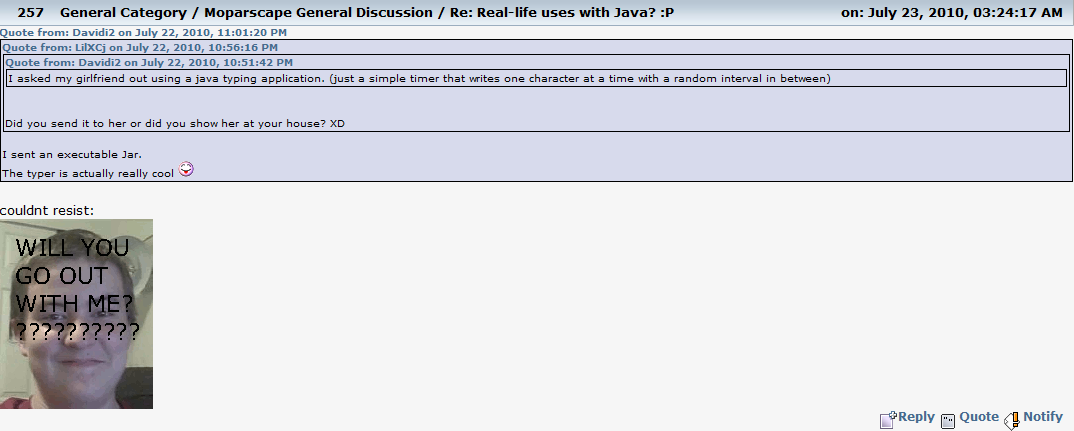 257 General Category / Moparscape General Discussion / Re: Real-life uses with Java? :P on: July 23, 2010, 03:24:17 AM
Quote from: Davidi2 on July 22, 2010, 11:01:20 PM
Quote from: LilXCj on July 22, 2010, 10:56:16 PM
Quote from: Davidi2 on July 22, 2010, 10:51:42 PM
I asked my girlfriend out using a java typing application. (just a simple timer that writes one character at a time with a random interval in between)
Did you send it to her or did you show her at your house? XD
I sent an executable Jar.
The typer is actually really cool
couldnt resist:
WILL YOU
GO OUT
WITH ME?
??????????
Reply Quote Notify